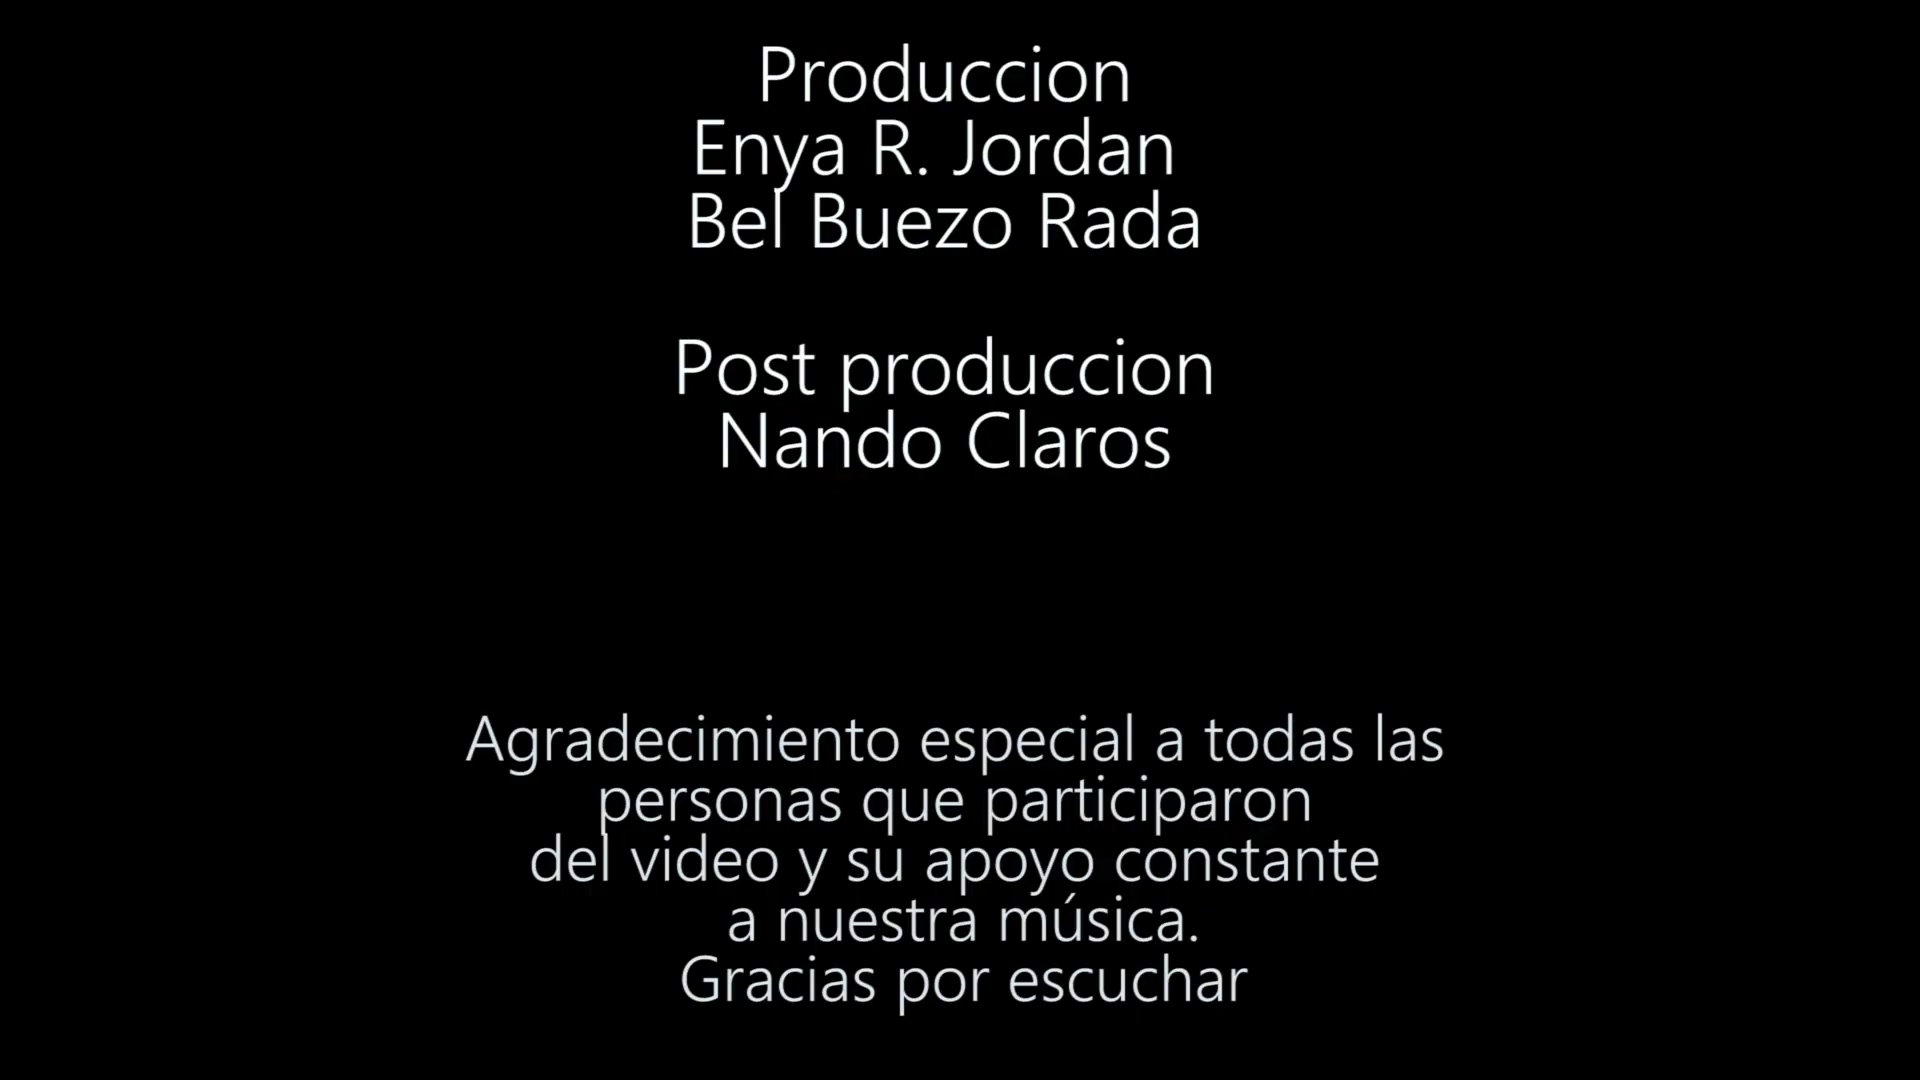 Produccion
Enya R. Jordan
Bel Buezo Rada
Post produccion
Nando Claros
Agradecimiento especial a todas las
personas que participaron
del video y su apoyo constante
a nuestra música.
Gracias por escuchar